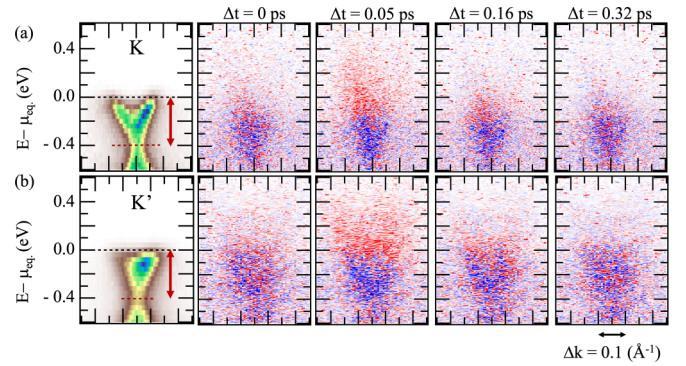 Δt = 0 ps
Δt = 0.05 ps
Δt = 0.16 ps
Δt = 0.32 ps
(a)
K
0.4
0.0
- 0.4
E− μeq. (eV)
(b)
K'
0.4
0.0
- 0.4
E− μeq. (eV)
Δk = 0.1 (Å⁻¹)